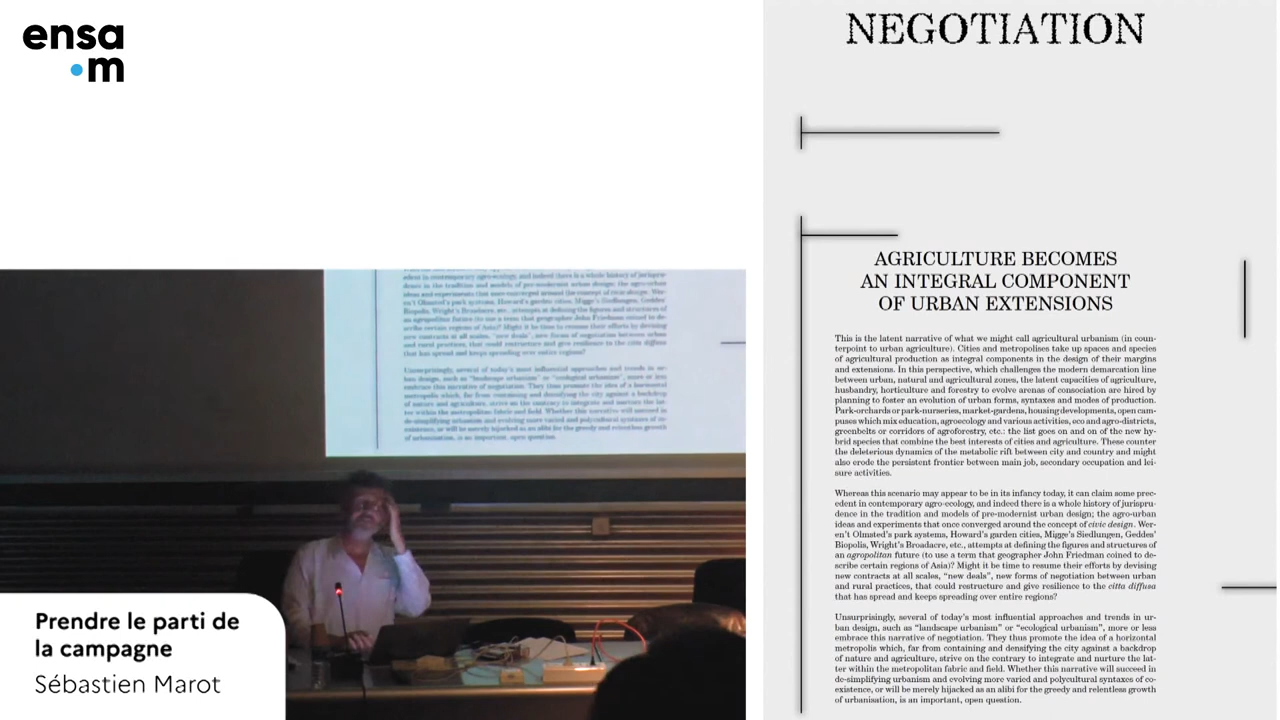 ensa
•m
NEGOTIATION
AGRICULTURE BECOMES
AN INTEGRAL COMPONENT
OF URBAN EXTENSIONS
This is the latent narrative of what we might call agricultural urbanism (in coun-
terpoint to urban agriculture). Cities and metropolises take up spaces and species
of agricultural production as integral components in the design of their margins
and extensions. In this perspective, which challenges the modern demarcation line
between urban, natural and agricultural zones, the latent capacities of agriculture,
husbandry, horticulture and forestry to evolve arenas of consociation are hired by
planning to foster an evolution of urban forms, syntaxes and modes of production.
Park-orchards or park-nurseries, market-gardens, housing developments, open cam-
puses which mix education, agroecology and various activities, eco and agro-districts,
greenbelts or corridors of agroforestry, etc.: the list goes on and on of the new hy-
brid species that combine the best interests of cities and agriculture. These counter
the deleterious dynamics of the metabolic rift between city and country and might
also erode the persistent frontier between main job, secondary occupation and lei-
sure activities.
Whereas this scenario may appear to be in its infancy today, it can claim some prec-
edent in contemporary agro-ecology, and indeed there is a whole history of jurispru-
dence in the tradition and models of pre-modernist urban design; the agro-urban
ideas and experiments that once converged around the concept of civic design. Wer-
en't Olmsted's park systems, Howard's garden cities, Migge's Siedlungen, Geddes'
Biopolis, Wright's Broadacre, etc., attempts at defining the figures and structures of
an agropolitan future (to use a term that geographer John Friedman coined to de-
scribe certain regions of Asia)? Might it be time to resume their efforts by devising
new contracts at all scales, “new deals”, new forms of negotiation between urban
and rural practices, that could restructure and give resilience to the citta diffusa
that has spread and keeps spreading over entire regions?
Unsurprisingly, several of today's most influential approaches and trends in ur-
ban design, such as “landscape urbanism” or “ecological urbanism”, more or less
embrace this narrative of negotiation. They thus promote the idea of a horizontal
metropolis which, far from containing and densifying the city against a backdrop
of nature and agriculture, strive on the contrary to integrate and nurture the lat-
ter within the metropolitan fabric and field. Whether this narrative will succeed in
de-simplifying urbanism and evolving more varied and polycultural syntaxes of co-
existence, or will be merely hijacked as an alibi for the greedy and relentless growth
of urbanisation, is an important, open question.
Prendre le parti de
la campagne
Sébastien Marot